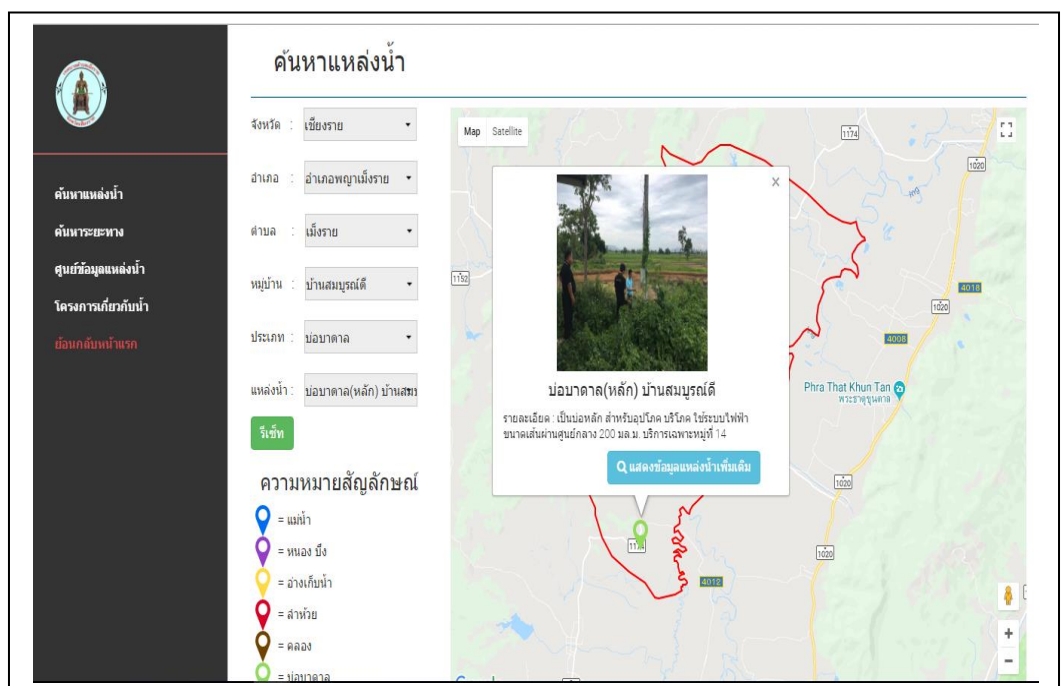 ค้นหาแหล่งน้ำ
ค้นหาแหล่งน้ำ
ค้นหาระยะทาง
ศูนย์ข้อมูลแหล่งน้ำ
โครงการเกี่ยวกับน้ำ
ย้อนกลับหน้าแรก
จังหวัด : เชียงราย
อำเภอ : อำเภอพญาเม็งราย
ตำบล : เม็งราย
หมู่บ้าน : บ้านสมบูรณ์ดี
ประเภท : บ่อบาดาล
แหล่งน้ำ : บ่อบาดาล(หลัก) บ้านสมบ
รีเซ็ท
ความหมายสัญลักษณ์
= แม่น้ำ
= หนอง บึง
= อ่างเก็บน้ำ
= ลำห้วย
= คลอง
= บ่อบาดาล
Map Satellite
1174
1020
Ing
1152
4018
1020
4008
Phra That Khun Tan
พระธาตุขุนตาล
×
บ่อบาดาล(หลัก) บ้านสมบูรณ์ดี
รายละเอียด : เป็นบ่อหลัก สำหรับอุปโภค บริโภค ใช้ระบบไฟฟ้า
ขนาดเส้นผ่านศูนย์กลาง 200 มล.ม. บริการเฉพาะหมู่ที่ 14
แสดงข้อมูลแหล่งน้ำเพิ่มเติม
1020
1020
4012
+
−